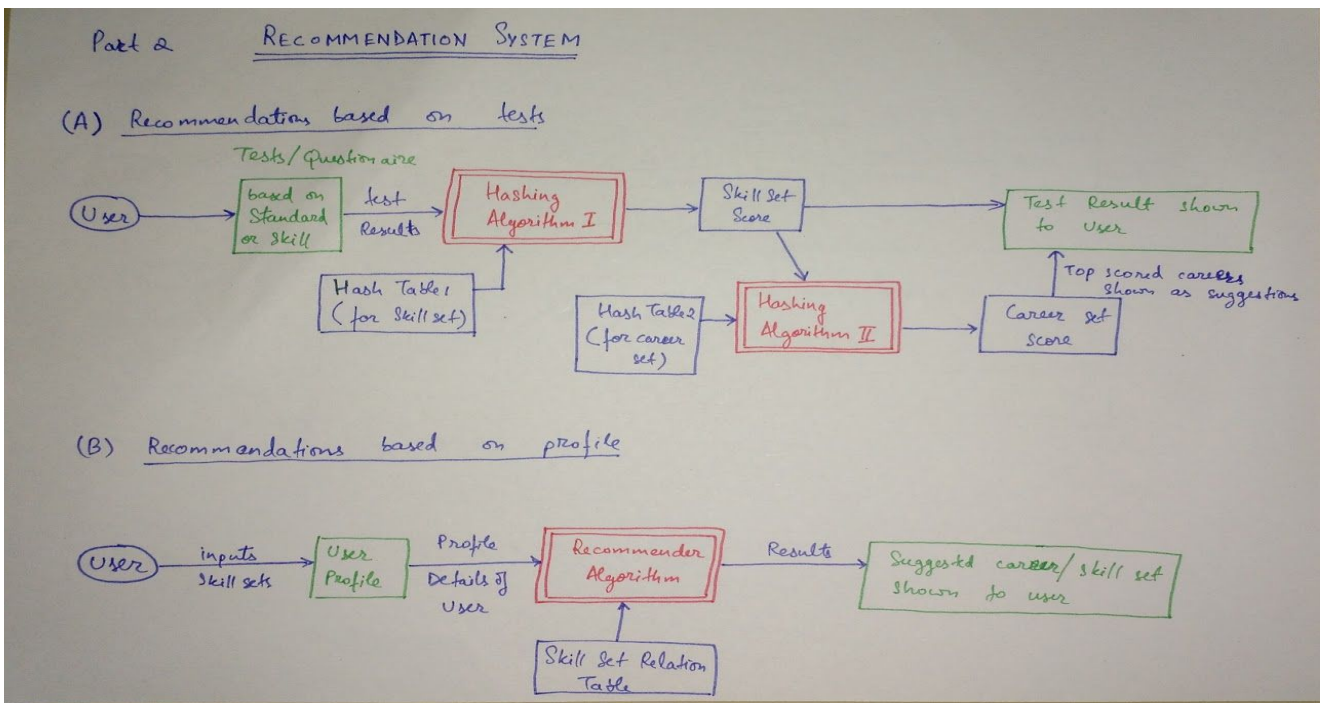 Part 2 RECOMMENDATION SYSTEM
(A) Recommendations based on tests
Tests/Questionaire
User
based on
Standard
or skill
test
Results
Hashing
Algorithm I
Skill Set
Score
Test Result shown
to user
Hash Table1
(for skill set)
Hash Table2
(for career
set)
Hashing
Algorithm II
Career set
score
Top scored careers
shown as suggestions
(B) Recommendations based on profile
User
inputs
skill sets
User
Profile
Profile
Details of
User
Recommender
Algorithm
Results
Suggested career/skill set
shown to user
Skill Set Relation
Table